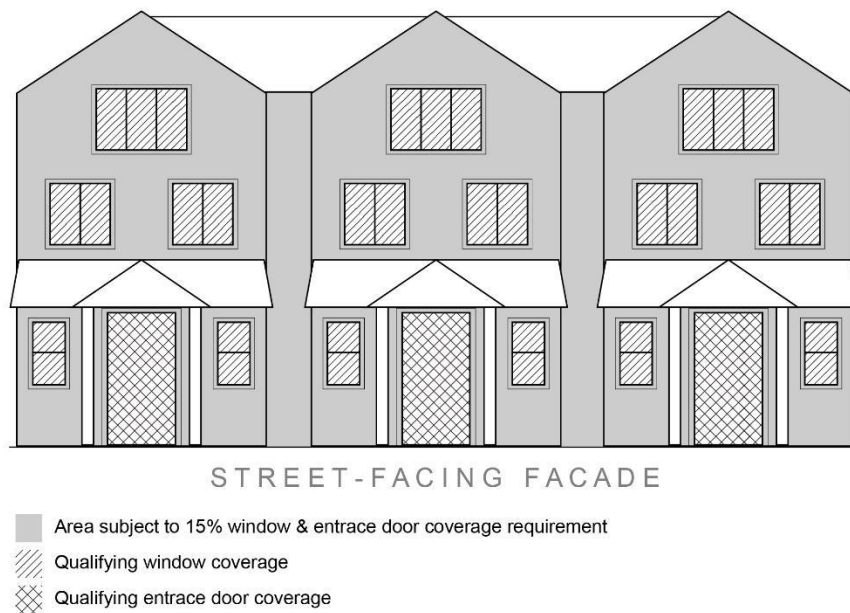 STREET-FACING FACADE
Area subject to 15% window & entrace door coverage requirement
Qualifying window coverage
Qualifying entrace door coverage